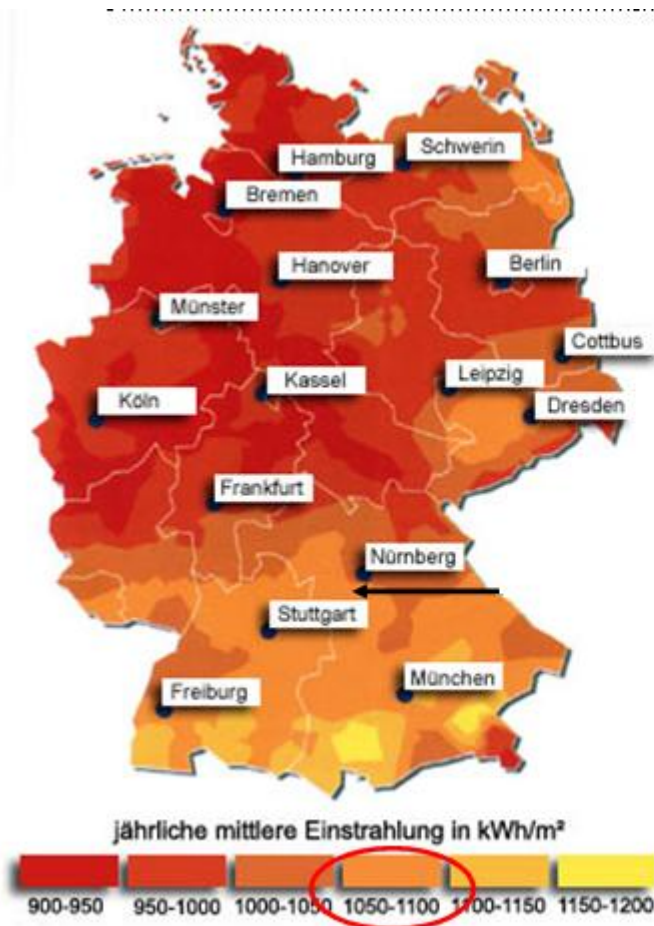 Hamburg
Schwerin
Bremen
Hanover
Berlin
Münster
Cottbus
Kassel
Leipzig
Köln
Dresden
Frankfurt
Nürnberg
Stuttgart
Freiburg
München
jährliche mittlere Einstrahlung in kWh/m²
900-950 950-1000 1000-1050 1050-1100 1100-1150 1150-1200